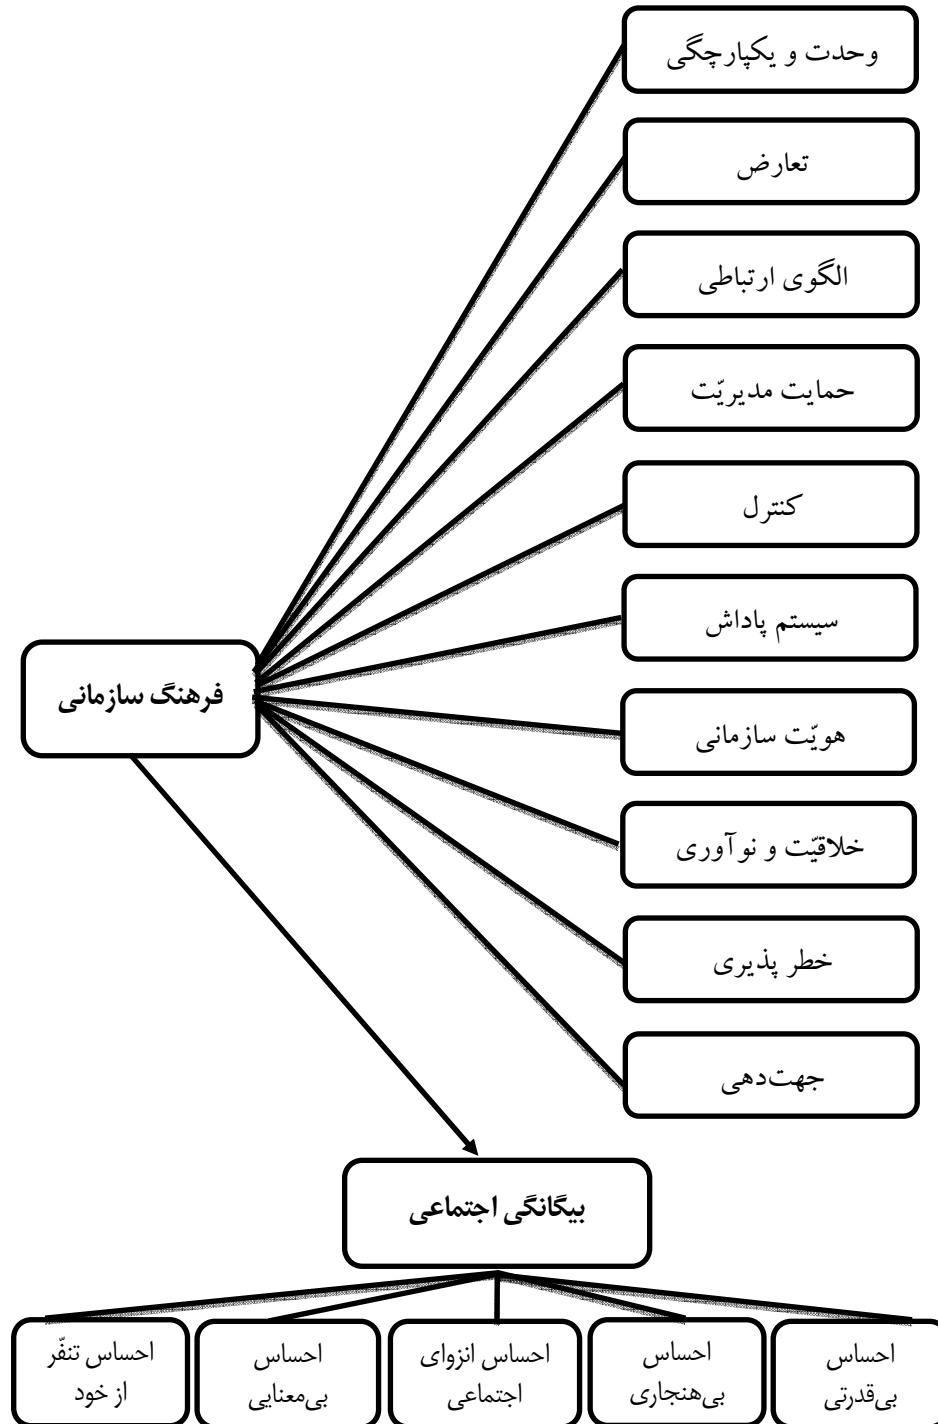 وحدت و یکپارچگی
تعارض
الگوی ارتباطی
حمایت مدیریّت
کنترل
سیستم پاداش
فرهنگ سازمانی
هویّت سازمانی
خلاقیّت و نوآوری
خطر پذیری
جهت‌دهی
بیگانگی اجتماعی
احساس
بی‌قدرتی
احساس
بی‌هنجاری
احساس انزوای
اجتماعی
احساس
بی‌معنایی
احساس تنفّر
از خود